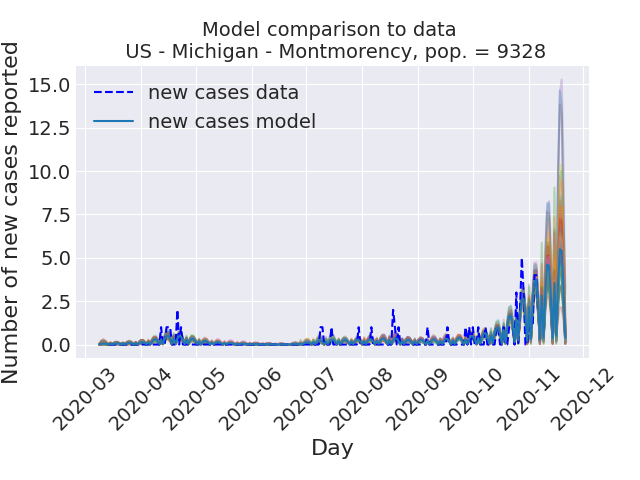 Model comparison to data
US - Michigan - Montmorency, pop. = 9328
Number of new cases reported
15.0
12.5
10.0
7.5
5.0
2.5
0.0
new cases data
new cases model
2020-03
2020-04
2020-05
2020-06
2020-07
2020-08
2020-09
2020-10
2020-11
2020-12
Day